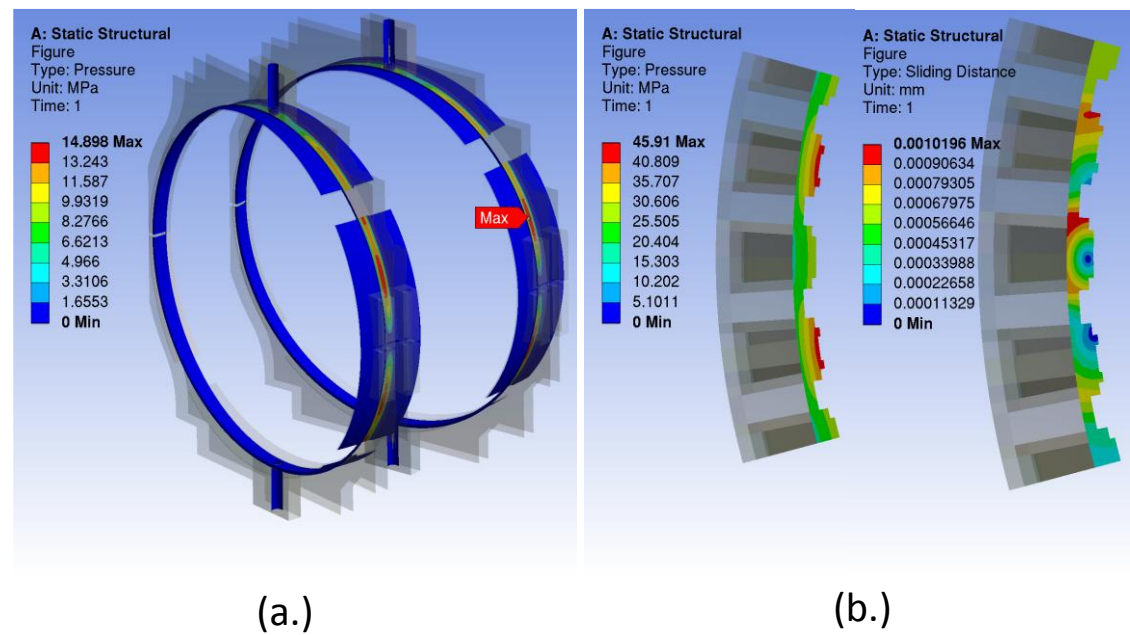 A: Static Structural
Figure
Type: Pressure
Unit: MPa
Time: 1
14.898 Max
13.243
11.587
9.9319
8.2766
6.6213
4.966
3.3106
1.6553
0 Min
Max
A: Static Structural
Figure
Type: Pressure
Unit: MPa
Time: 1
45.91 Max
40.809
35.707
30.606
25.505
20.404
15.303
10.202
5.1011
0 Min
A: Static Structural
Figure
Type: Sliding Distance
Unit: mm
Time: 1
0.0010196 Max
0.00090634
0.00079305
0.00067975
0.00056646
0.00045317
0.00033988
0.00022658
0.00011329
0 Min
(a.)
(b.)